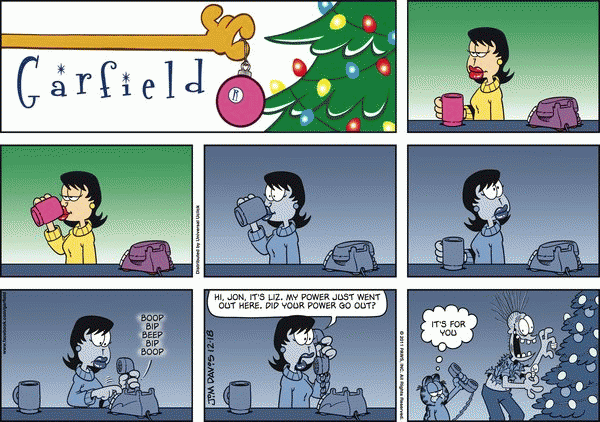 Garfield
Distributed by Universal Uclick
www.garfield.com
BOOP
BIP
BEEP
BIP
BOOP
HI, JON, IT'S LIZ. MY POWER JUST WENT
OUT HERE. DID YOUR POWER GO OUT?
JIM DAVIS 12·18
© 2011 PAWS, INC. All Rights Reserved.
IT'S FOR
YOU